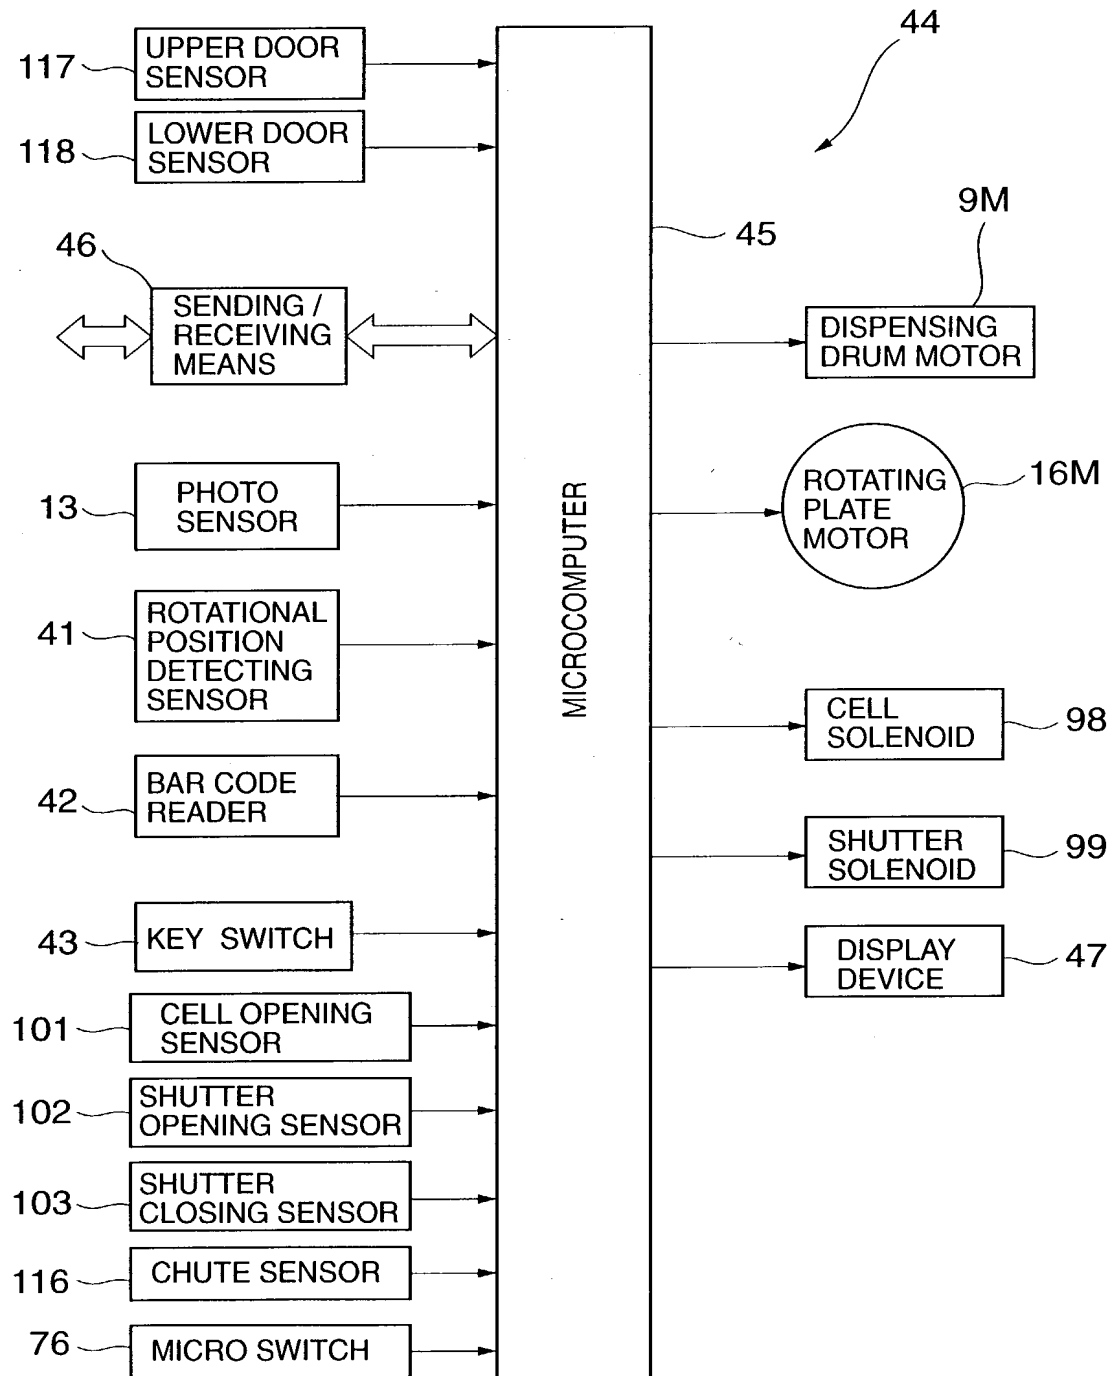 44
117
UPPER DOOR
SENSOR
118
LOWER DOOR
SENSOR
45
9M
46
SENDING /
RECEIVING
MEANS
DISPENSING
DRUM MOTOR
13
PHOTO
SENSOR
ROTATING
PLATE
MOTOR
16M
41
ROTATIONAL
POSITION
DETECTING
SENSOR
MICROCOMPUTER
CELL
SOLENOID
98
42
BAR CODE
READER
SHUTTER
SOLENOID
99
43
KEY SWITCH
DISPLAY
DEVICE
47
101
CELL OPENING
SENSOR
102
SHUTTER
OPENING SENSOR
103
SHUTTER
CLOSING SENSOR
116
CHUTE SENSOR
76
MICRO SWITCH